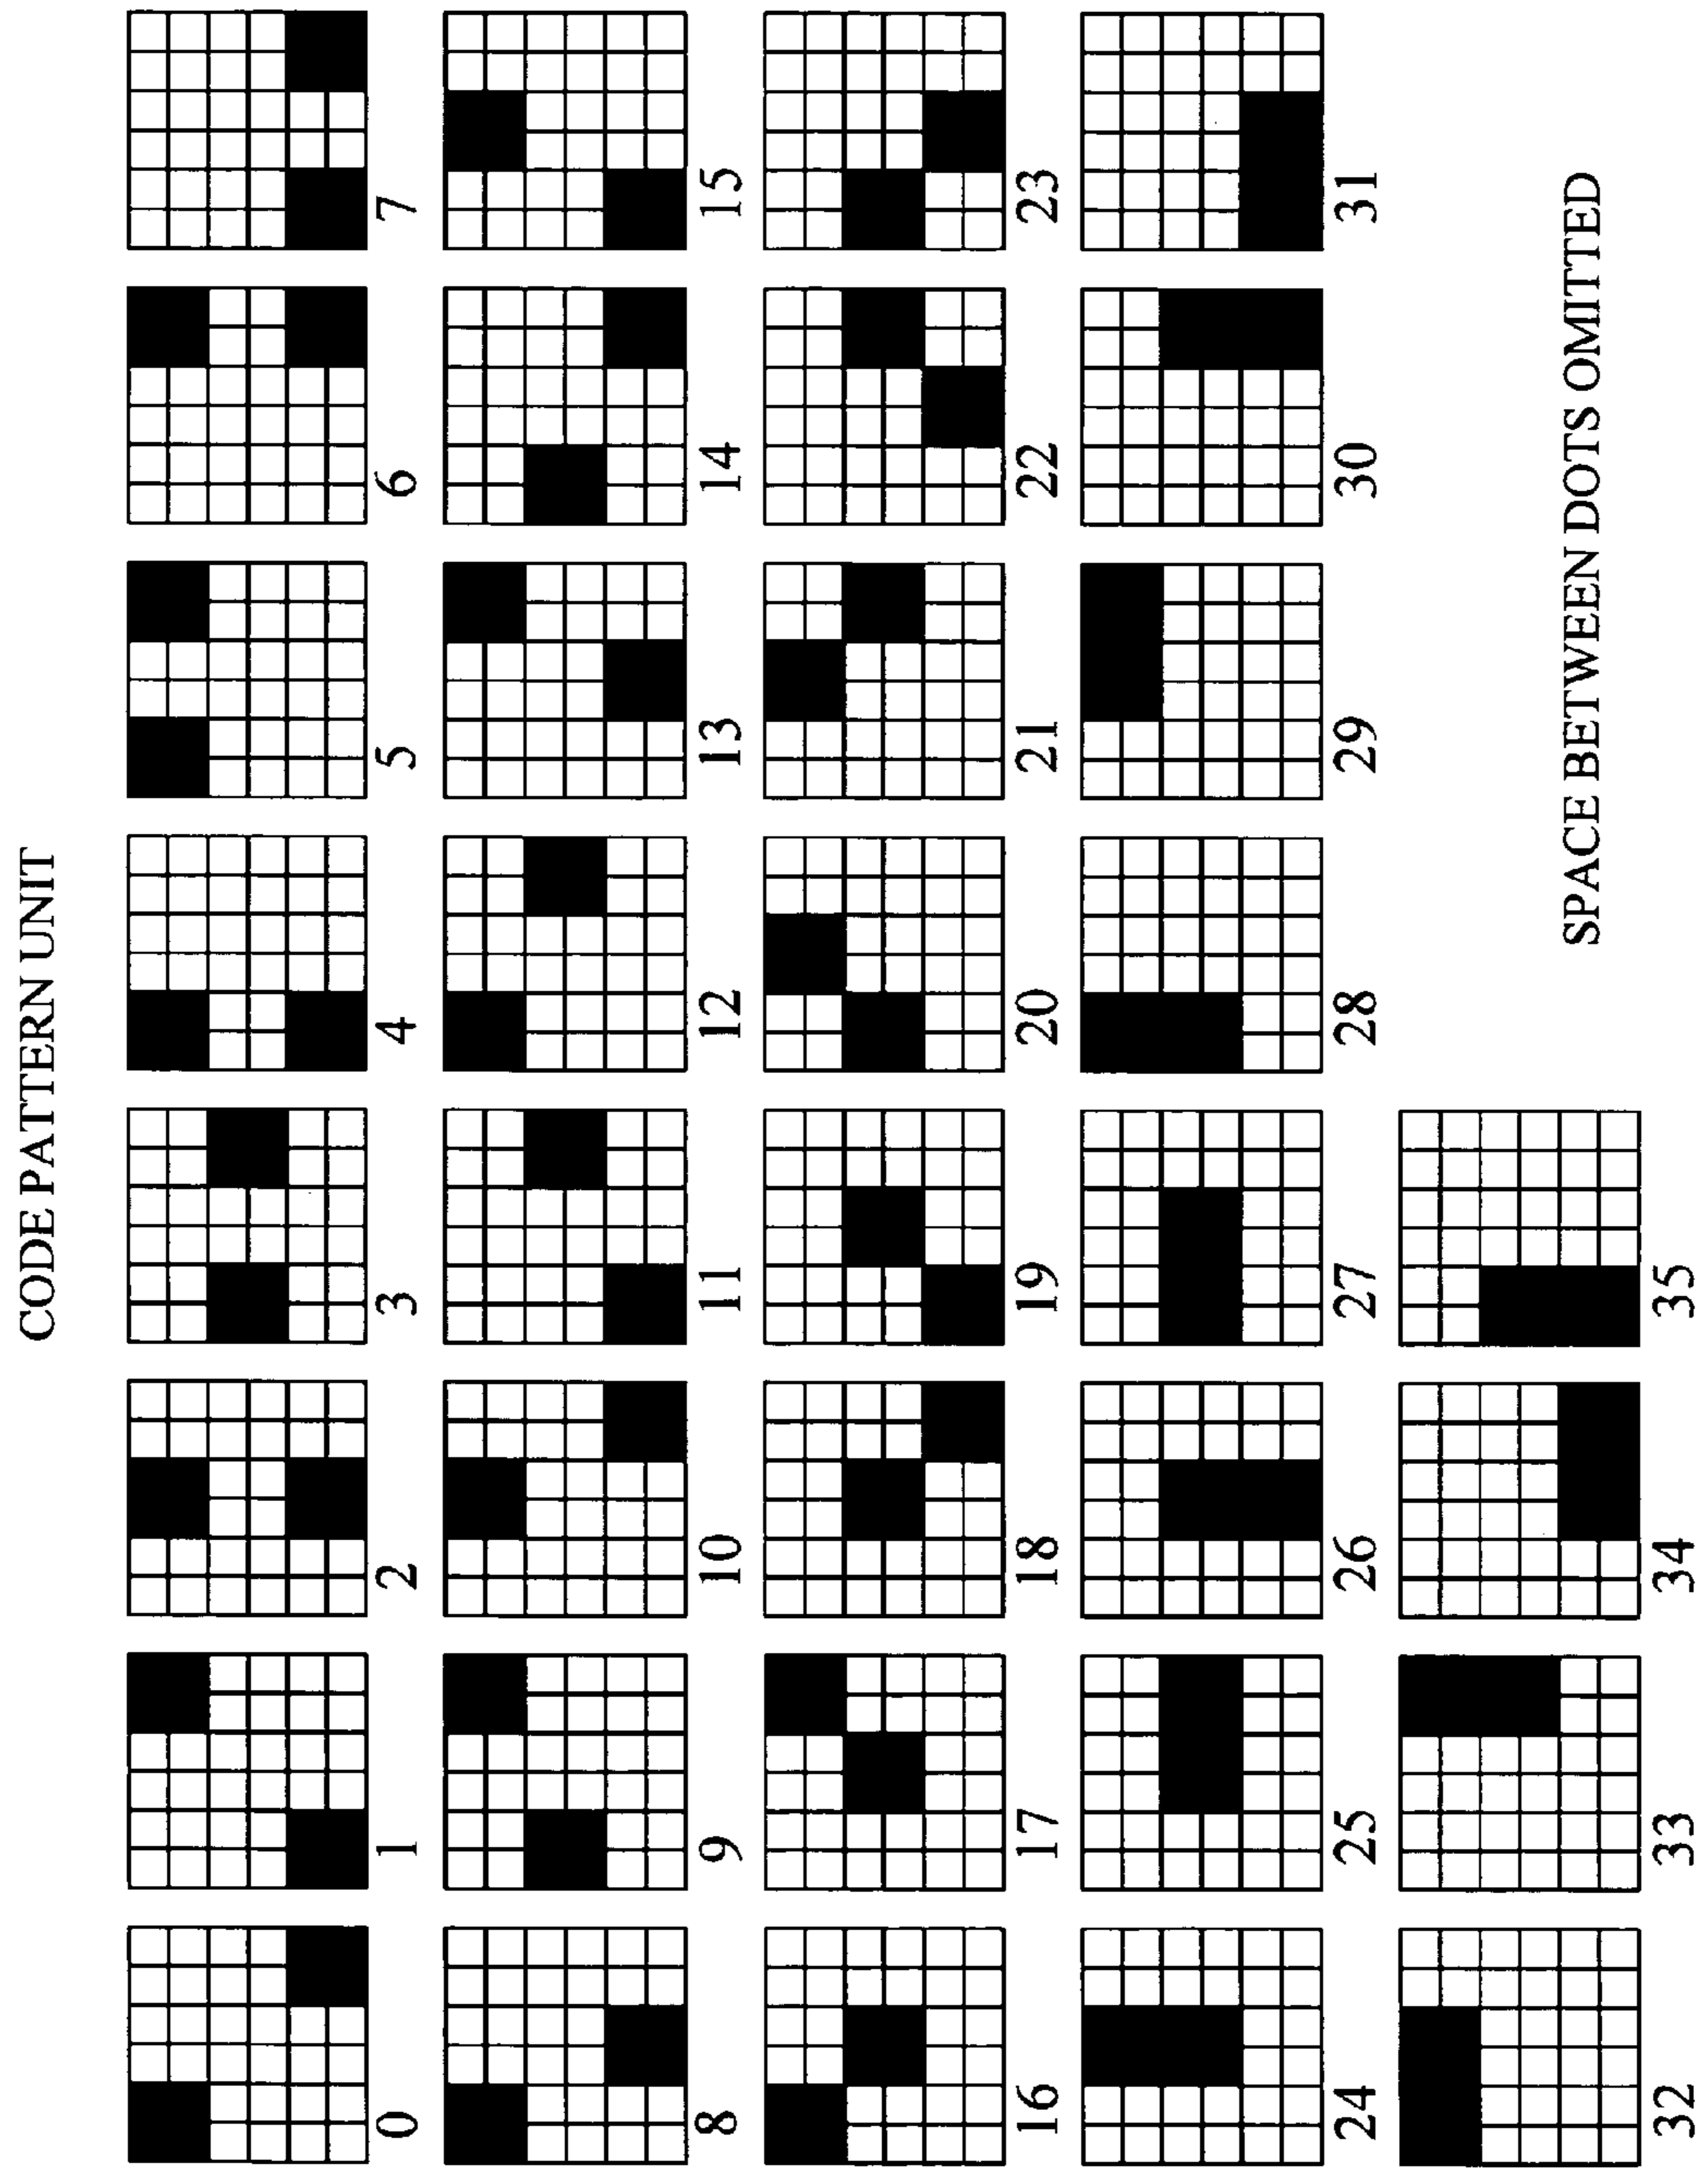 CODE PATTERN UNIT
0 1 2 3 4 5 6 7
8 9 10 11 12 13 14 15
16 17 18 19 20 21 22 23
24 25 26 27 28 29 30 31
32 33 34 35
SPACE BETWEEN DOTS OMITTED